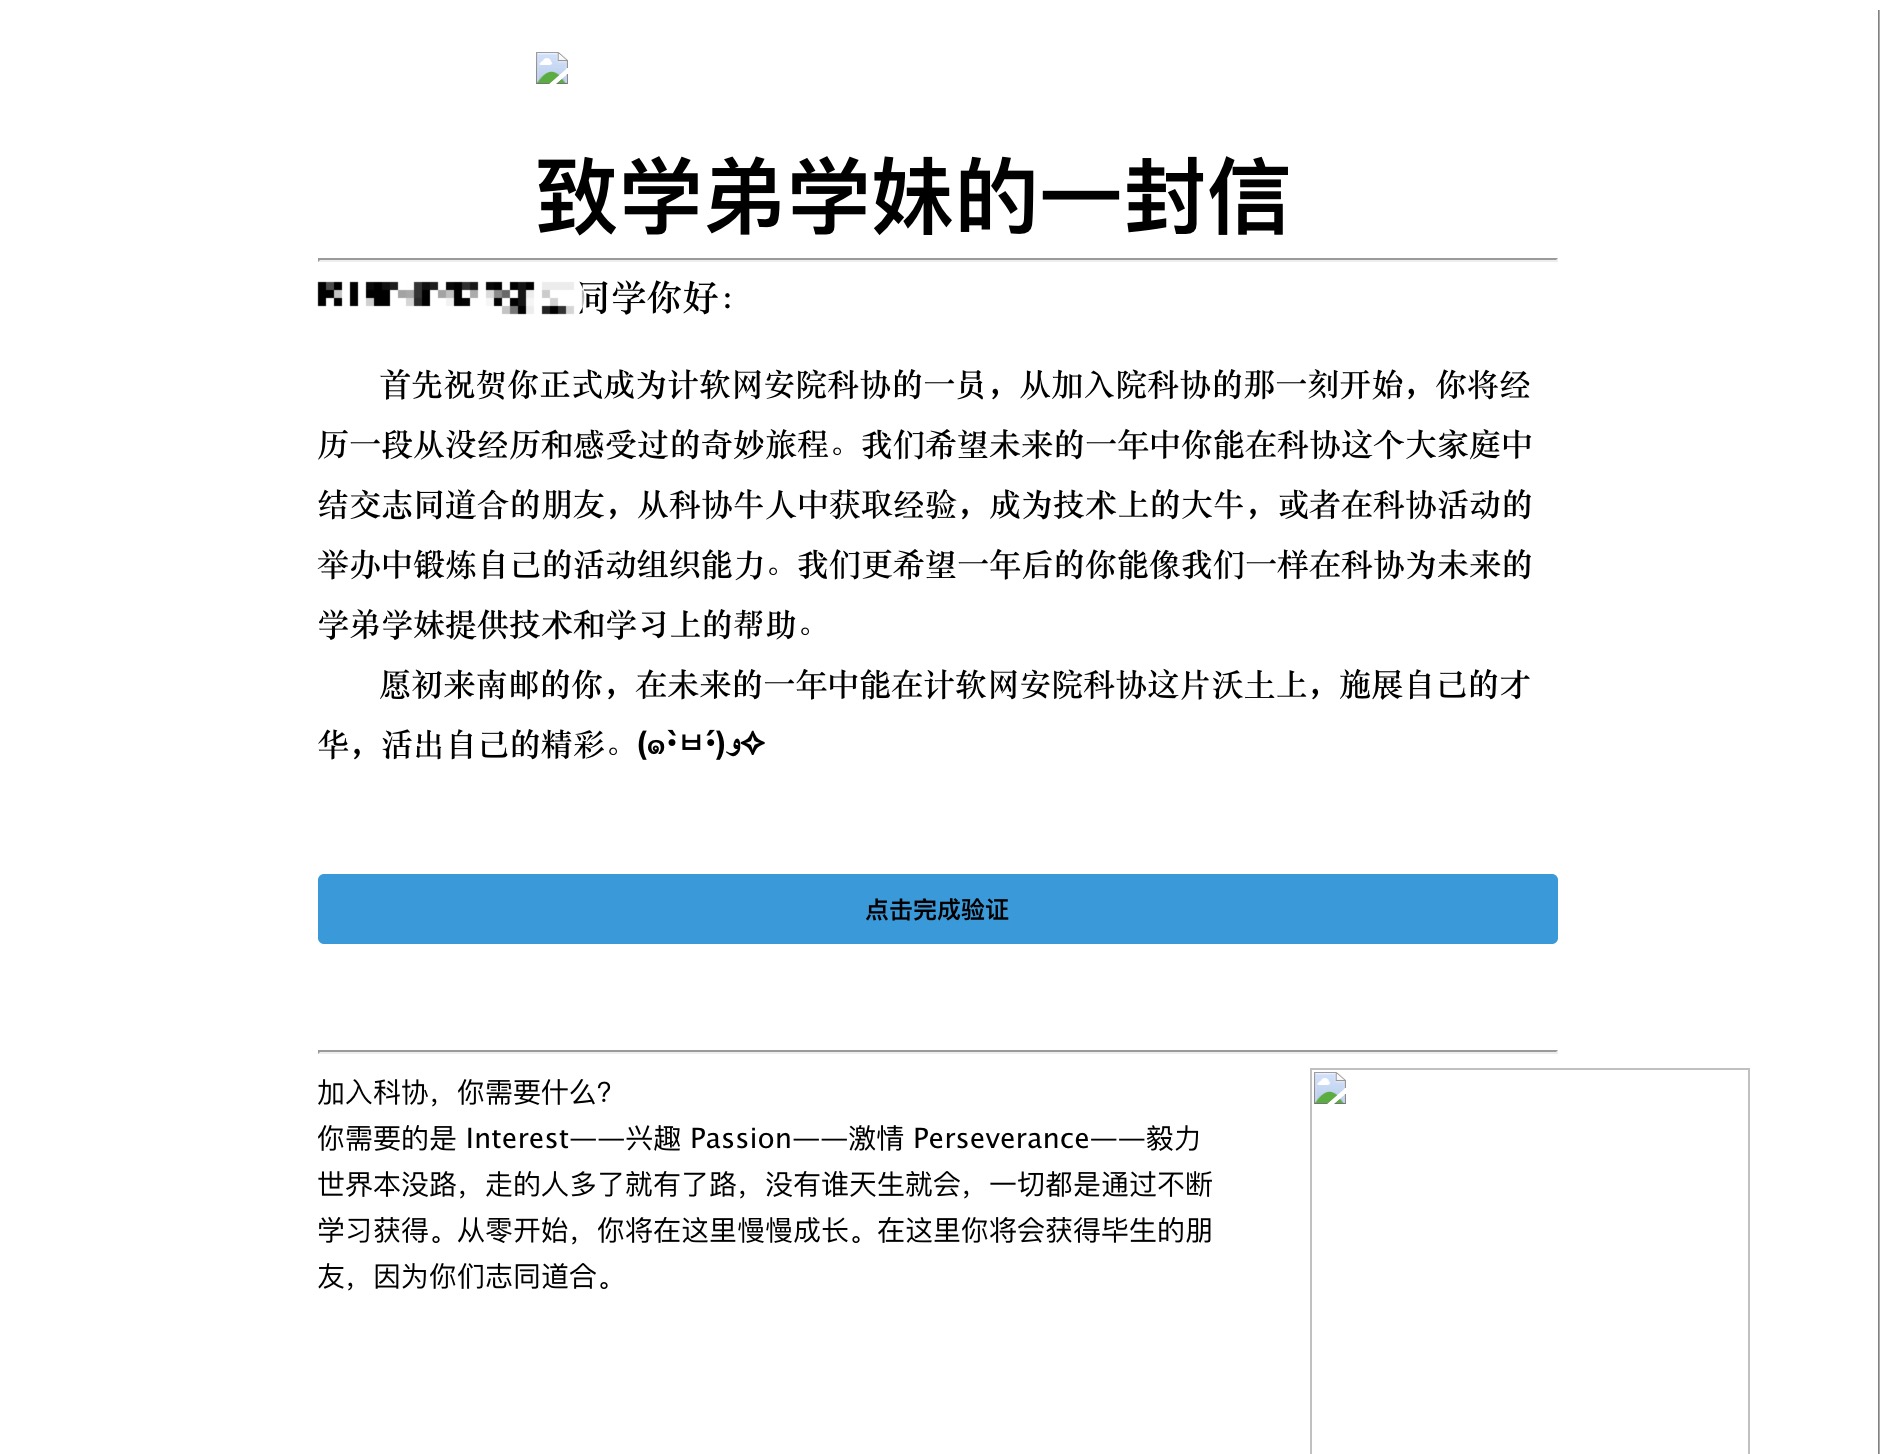 致学弟学妹的一封信
同学你好：
首先祝贺你正式成为计软网安院科协的一员，从加入院科协的那一刻开始，你将经
历一段从没经历和感受过的奇妙旅程。我们希望未来的一年中你能在科协这个大家庭中
结交志同道合的朋友，从科协牛人中获取经验，成为技术上的大牛，或者在科协活动的
举办中锻炼自己的活动组织能力。我们更希望一年后的你能像我们一样在科协为未来的
学弟学妹提供技术和学习上的帮助。
愿初来南邮的你，在未来的一年中能在计软网安院科协这片沃土上，施展自己的才
华，活出自己的精彩。(๑•̀ㅂ•́)و✧
点击完成验证
加入科协，你需要什么？
你需要的是 Interest——兴趣 Passion——激情 Perseverance——毅力
世界本没路，走的人多了就有了路，没有谁天生就会，一切都是通过不断
学习获得。从零开始，你将在这里慢慢成长。在这里你将会获得毕生的朋
友，因为你们志同道合。